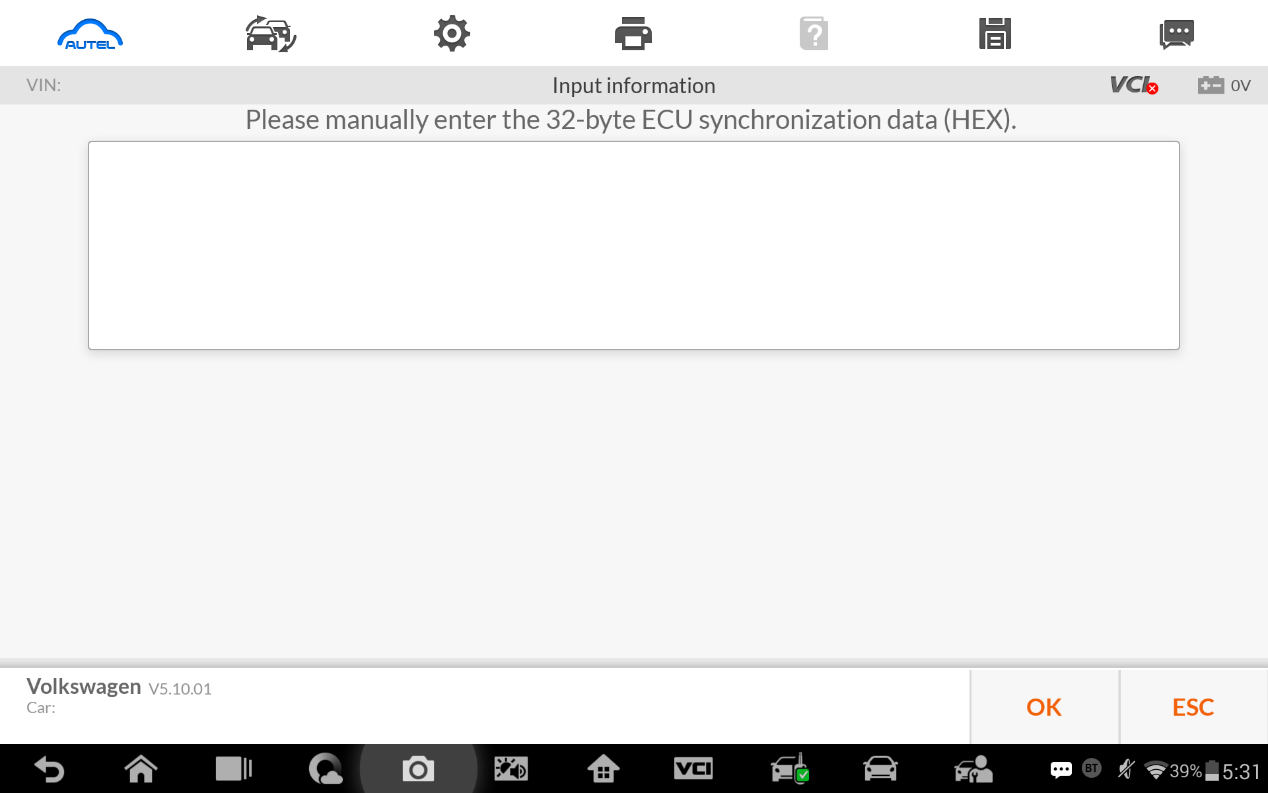 AUTEL
VIN:
Input information
VCI
0V
Please manually enter the 32-byte ECU synchronization data (HEX).
Volkswagen V5.10.01
Car:
OK
ESC
VCI
BT
39%
5:31